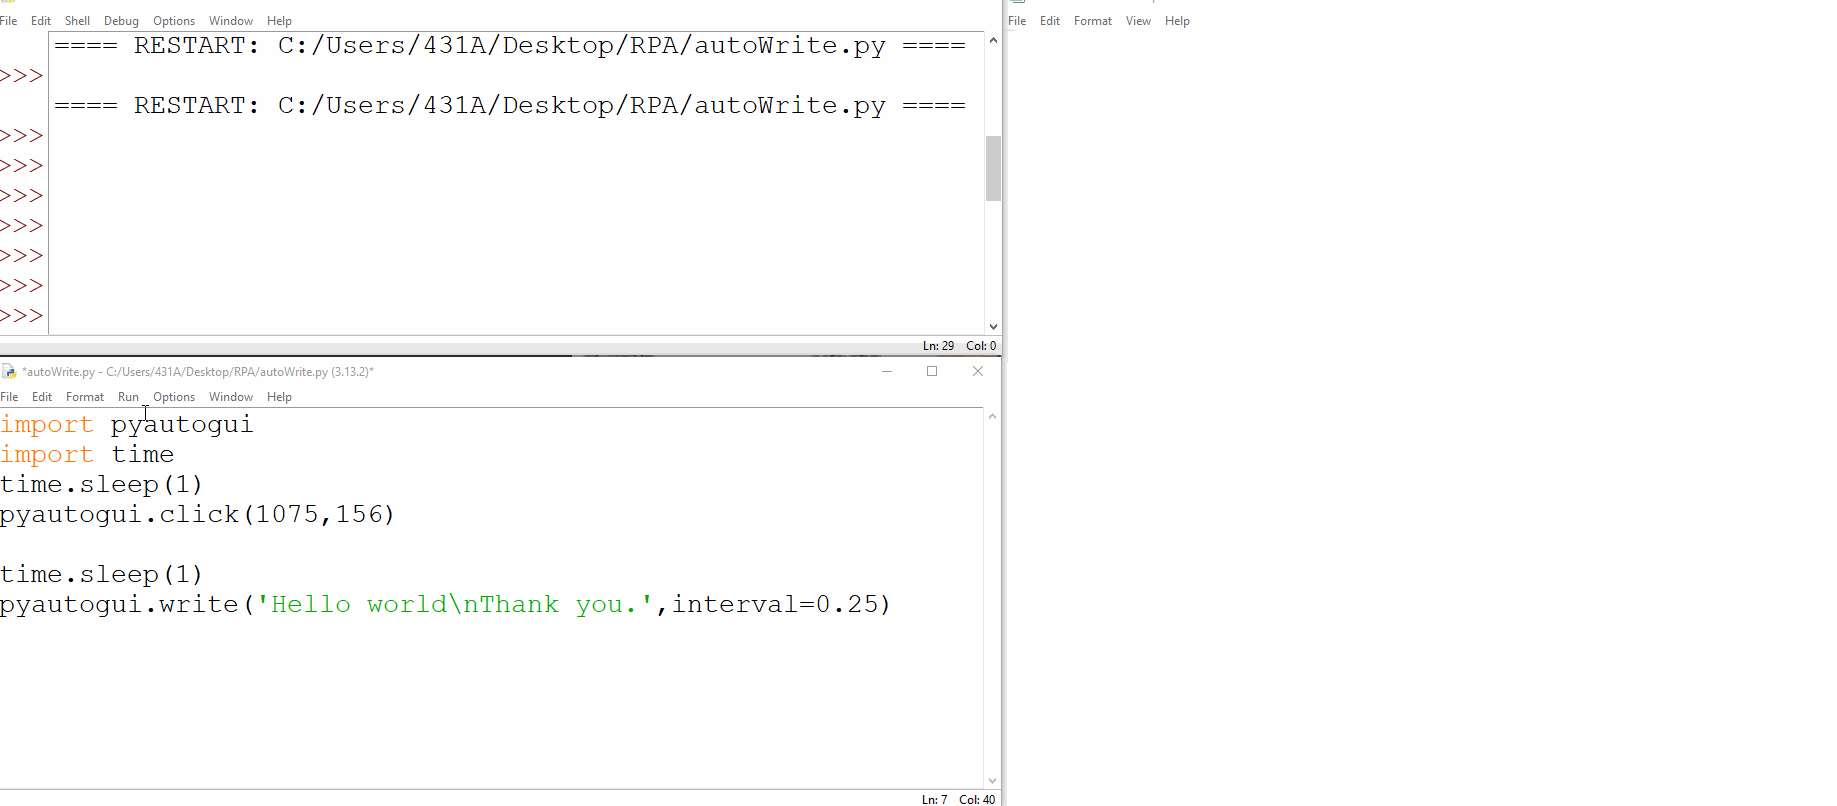 File Edit Shell Debug Options Window Help
==== RESTART: C:/Users/431A/Desktop/RPA/autoWrite.py ====
>>>
==== RESTART: C:/Users/431A/Desktop/RPA/autoWrite.py ====
>>>
>>>
>>>
>>>
>>>
>>>
>>>
Ln: 29 Col: 0
*autoWrite.py - C:/Users/431A/Desktop/RPA/autoWrite.py (3.13.2)*
File Edit Format Run Options Window Help
import pyautogui
import time
time.sleep(1)
pyautogui.click(1075,156)
time.sleep(1)
pyautogui.write('Hello world\nThank you.',interval=0.25)
Ln: 7 Col: 40
File Edit Format View Help